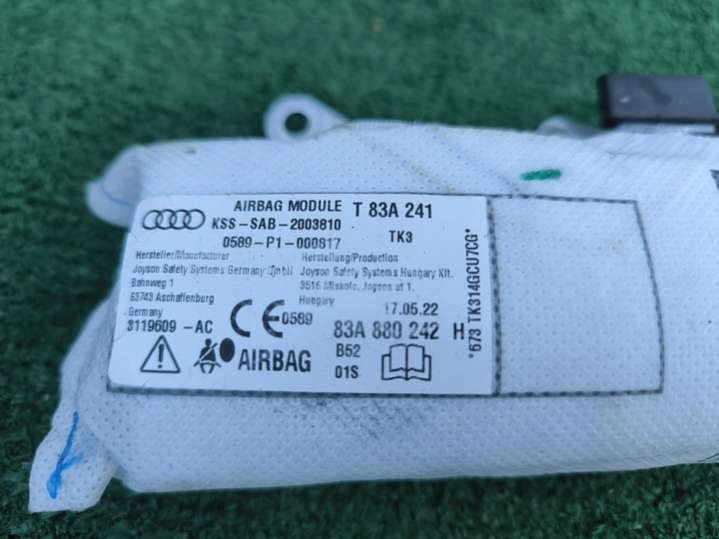 AIRBAG MODULE T 83A 241
KSS-SAB-2003810
0589-P1-000817 TK3
Hersteller/Manufacturer
Joyson Safety Systems Germany GmbH
Bahnweg 1
63743 Aschaffenburg
Germany
Herstellung/Production
Joyson Safety Systems Hungary Kft.
3516 Miskolc, Joyson ut 1.
Hungary
17.05.22
3119609 -AC
CE 0589
83A 880 242 H
AIRBAG
B52
01S
*673 TK314GCU7CG*